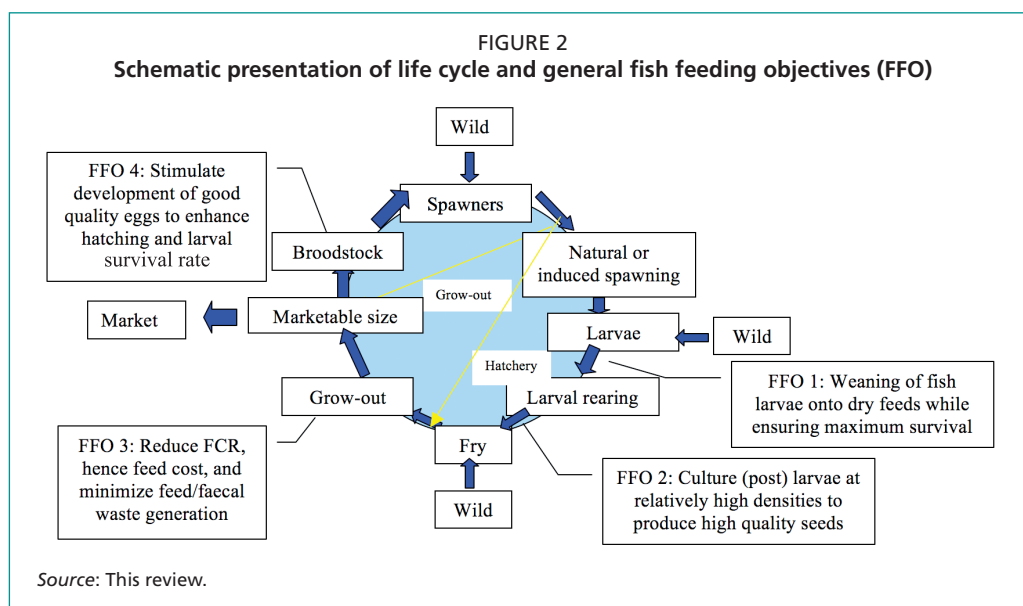 FIGURE 2
Schematic presentation of life cycle and general fish feeding objectives (FFO)
Wild
FFO 4: Stimulate
development of good
quality eggs to enhance
hatching and larval
survival rate
Spawners
Broodstock
Natural or
induced spawning
Grow-out
Market
Marketable size
Larvae
Wild
Hatchery
Grow-out
Larval rearing
FFO 1: Weaning of fish
larvae onto dry feeds while
ensuring maximum survival
FFO 3: Reduce FCR,
hence feed cost, and
minimize feed/faecal
waste generation
Fry
FFO 2: Culture (post) larvae at
relatively high densities to
produce high quality seeds
Wild
Source: This review.